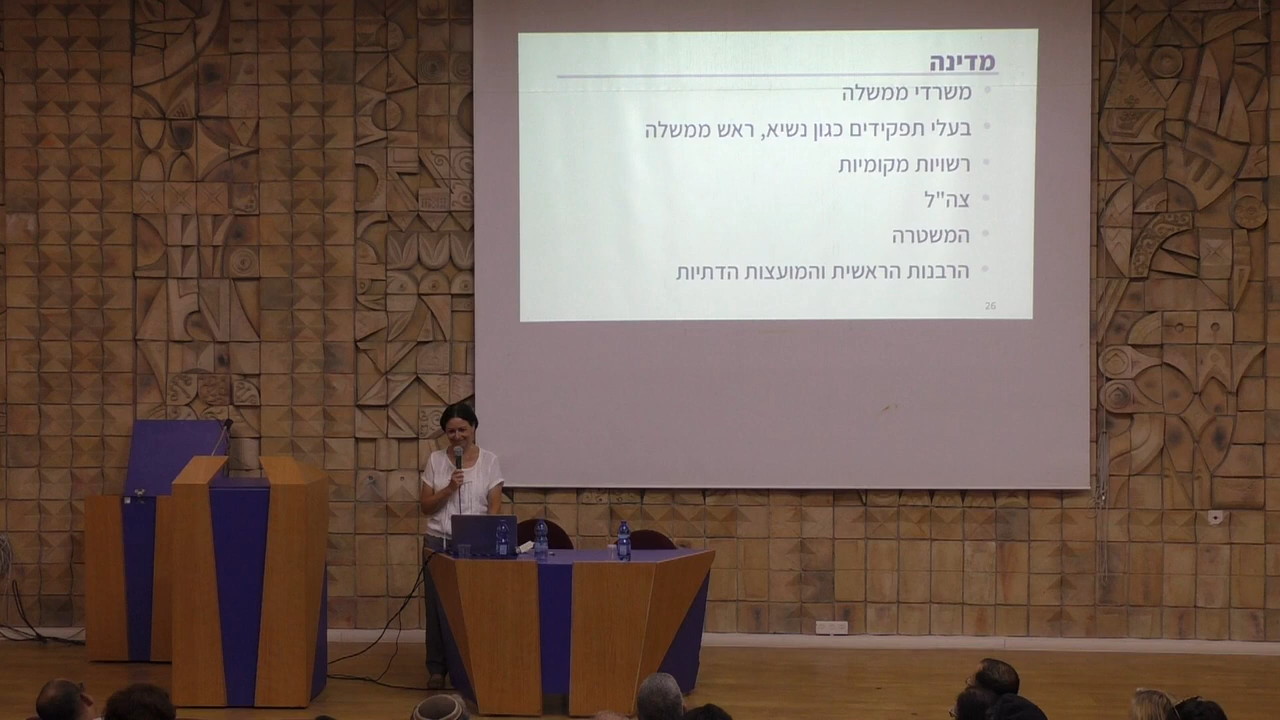 מדינה
משרדי ממשלה
בעלי תפקידים כגון נשיא, ראש ממשלה
רשויות מקומיות
צה"ל
המשטרה
הרבנות הראשית והמועצות הדתיות
26